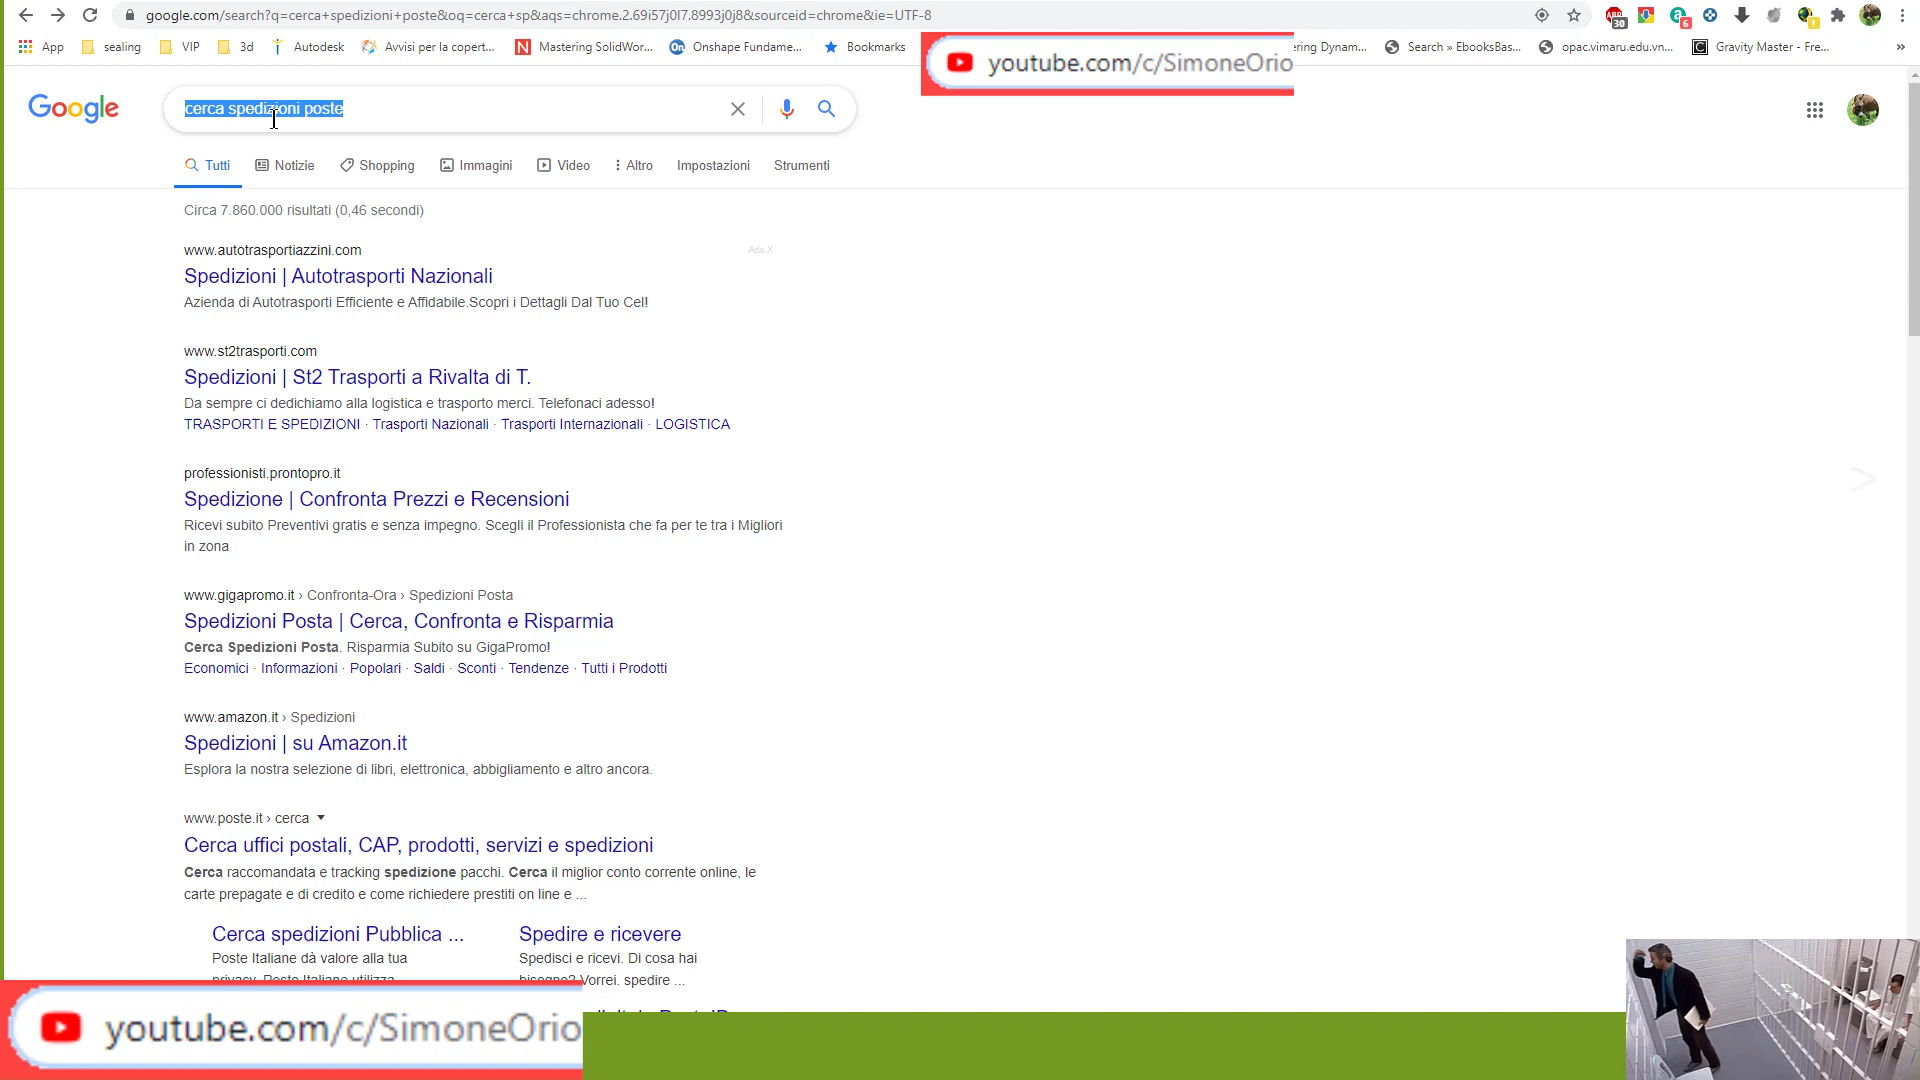 google.com/search?q=cerca+spedizioni+poste&oq=cerca+sp&aqs=chrome.2.69i57j0l7.8993j0j8&sourceid=chrome&ie=UTF-8
App sealing VIP 3d Autodesk Avvisi per la copert... Mastering SolidWor... Onshape Fundame... Bookmarks ering Dynam... Search » EbooksBas... opac.vimaru.edu.vn... Gravity Master - Fre... »
youtube.com/c/SimoneOrio
Google
cerca spedizioni poste
Tutti Notizie Shopping Immagini Video Altro Impostazioni Strumenti
Circa 7.860.000 risultati (0,46 secondi)
www.autotrasportiazzini.com
Ads X
Spedizioni | Autotrasporti Nazionali
Azienda di Autotrasporti Efficiente e Affidabile.Scopri i Dettagli Dal Tuo Cel!
www.st2trasporti.com
Spedizioni | St2 Trasporti a Rivalta di T.
Da sempre ci dedichiamo alla logistica e trasporto merci. Telefonaci adesso!
TRASPORTI E SPEDIZIONI · Trasporti Nazionali · Trasporti Internazionali · LOGISTICA
professionisti.prontopro.it
Spedizione | Confronta Prezzi e Recensioni
Ricevi subito Preventivi gratis e senza impegno. Scegli il Professionista che fa per te tra i Migliori
in zona
www.gigapromo.it › Confronta-Ora › Spedizioni Posta
Spedizioni Posta | Cerca, Confronta e Risparmia
Cerca Spedizioni Posta. Risparmia Subito su GigaPromo!
Economici · Informazioni · Popolari · Saldi · Sconti · Tendenze · Tutti i Prodotti
www.amazon.it › Spedizioni
Spedizioni | su Amazon.it
Esplora la nostra selezione di libri, elettronica, abbigliamento e altro ancora.
www.poste.it › cerca
Cerca uffici postali, CAP, prodotti, servizi e spedizioni
Cerca raccomandata e tracking spedizione pacchi. Cerca il miglior conto corrente online, le
carte prepagate e di credito e come richiedere prestiti on line e ...
Cerca spedizioni Pubblica ...
Poste Italiane dà valore alla tua
privacy. Poste Italiane utilizza
Spedire e ricevere
Spedisci e ricevi. Di cosa hai
bisogno? Vorrei. spedire ...
youtube.com/c/SimoneOrio